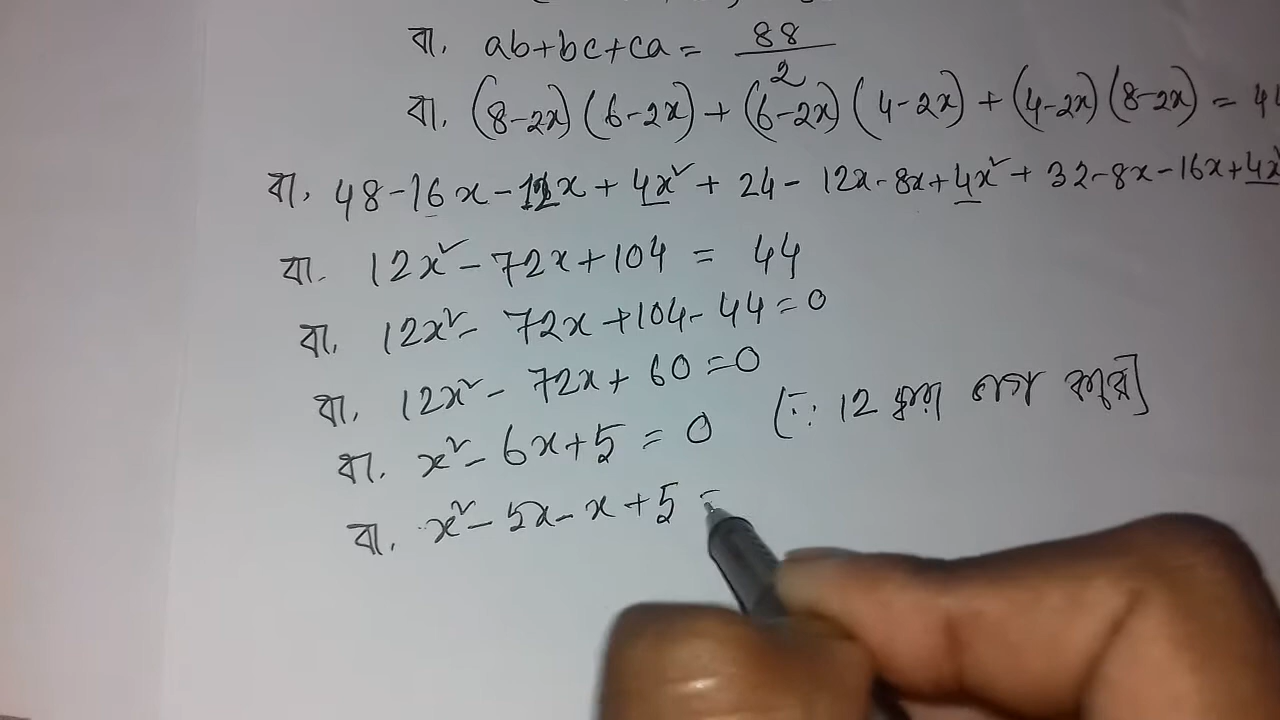 বা. ab+bc+ca = 88/2
বা. (8-2x)(6-2x)+(6-2x)(4-2x)+(4-2x)(8-2x) = 44
বা, 48-16x-12x+4x²+24-12x-8x+4x²+32-8x-16x+4x²
বা. 12x²-72x+104 = 44
বা, 12x²-72x+104-44=0
বা, 12x²-72x+60=0
বা. x²-6x+5=0 (∵ 12 দ্বারা ভাগ করে]
বা. x²-5x-x+5 =